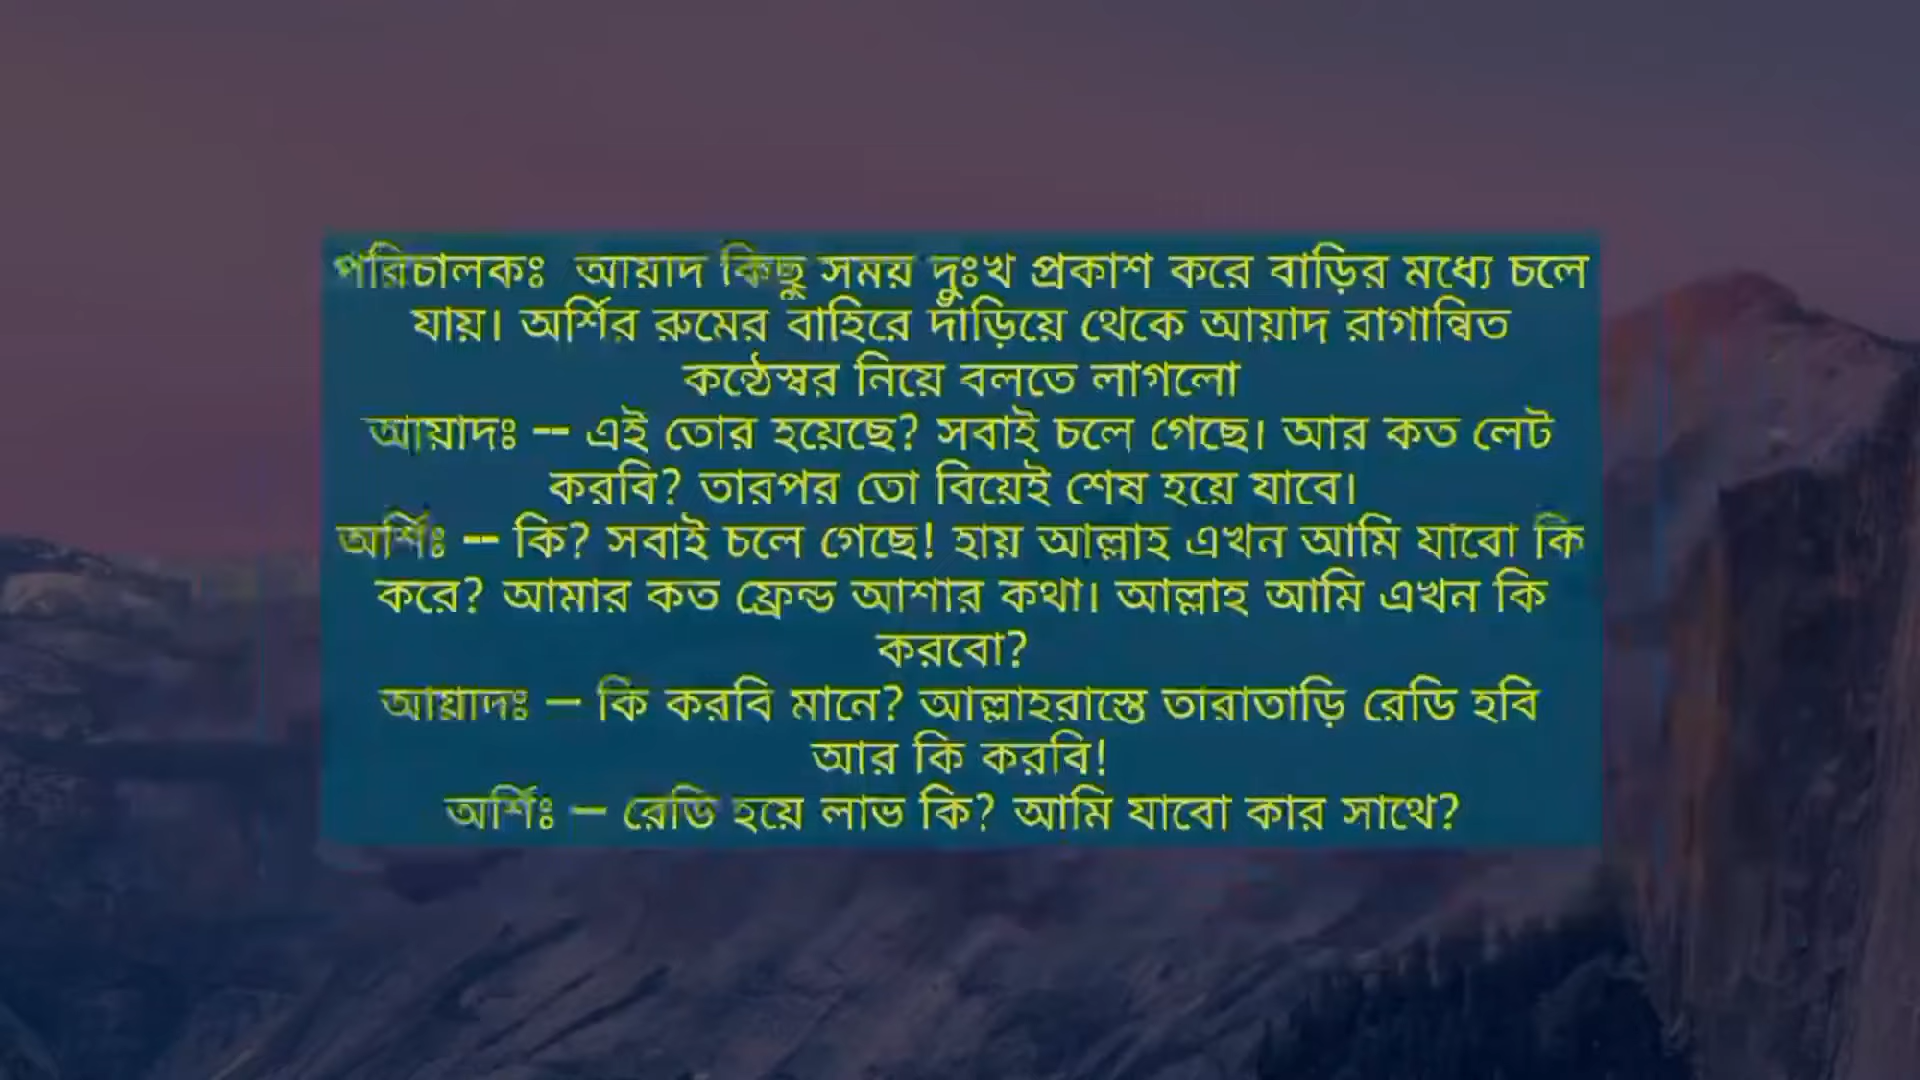 পরিচালকঃ আয়াদ কিছু সময় দুঃখ প্রকাশ করে বাড়ির মধ্যে চলে
যায়। অর্শির রুমের বাহিরে দাঁড়িয়ে থেকে আয়াদ রাগান্বিত
কন্ঠেস্বর নিয়ে বলতে লাগলো
আয়াদঃ -- এই তোর হয়েছে? সবাই চলে গেছে। আর কত লেট
করবি? তারপর তো বিয়েই শেষ হয়ে যাবে।
অর্শিঃ -- কি? সবাই চলে গেছে! হায় আল্লাহ এখন আমি যাবো কি
করে? আমার কত ফ্রেন্ড আশার কথা। আল্লাহ আমি এখন কি
করবো?
আয়াদঃ — কি করবি মানে? আল্লাহরাস্তে তারাতাড়ি রেডি হবি
আর কি করবি!
অর্শিঃ — রেডি হয়ে লাভ কি? আমি যাবো কার সাথে?